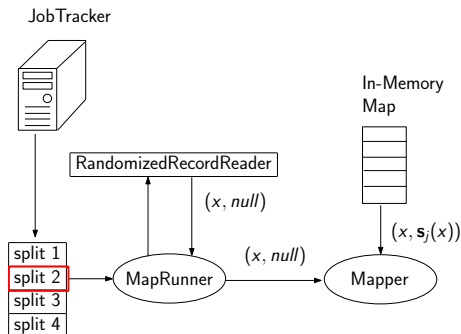 JobTracker
In-Memory
Map
RandomizedRecordReader
(x, null)
(x, s_j(x))
split 1
(x, null)
split 2
MapRunner
Mapper
split 3
split 4